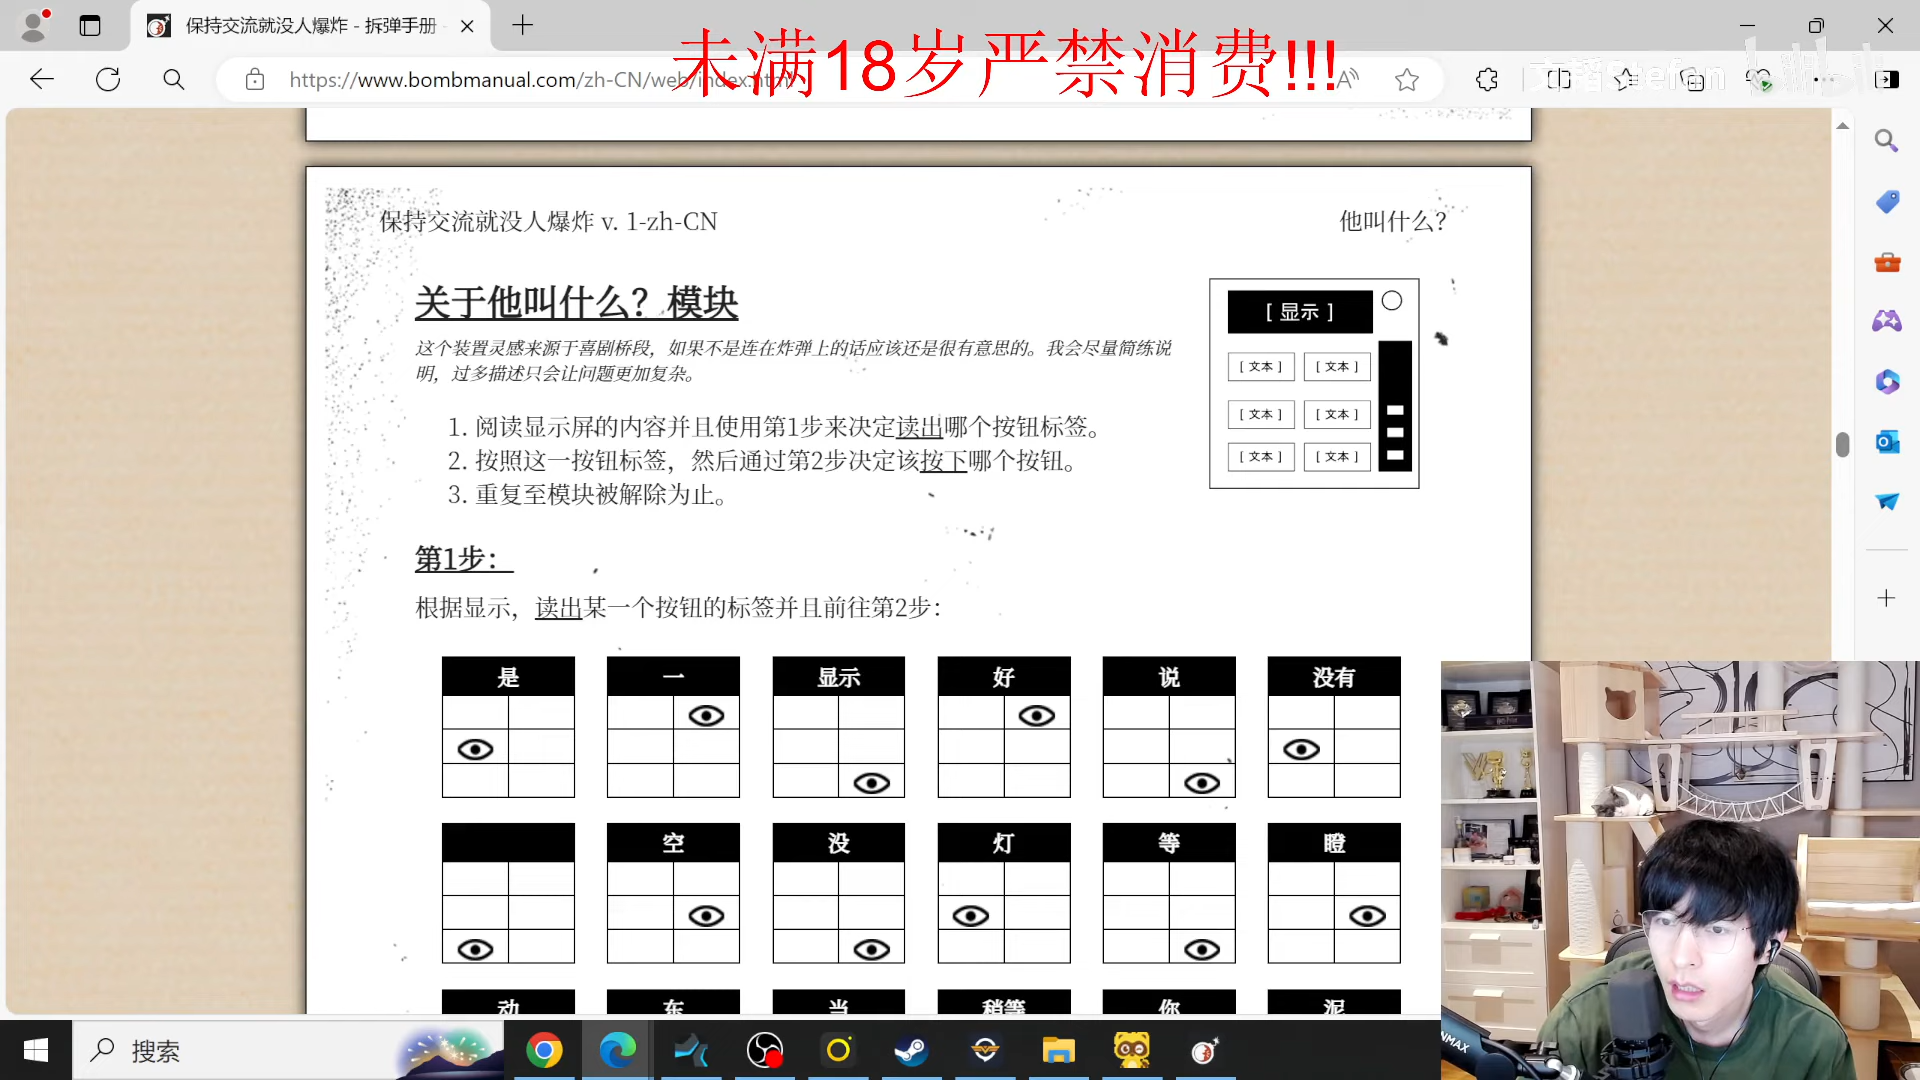 保持交流就没人爆炸 - 拆弹手册 -
未满18岁严禁消费!!!
https://www.bombmanual.com/zh-CN/web/index.html
保持交流就没人爆炸 v. 1-zh-CN
他叫什么?
关于他叫什么？模块
这个装置灵感来源于喜剧桥段，如果不是连在炸弹上的话应该还是很有意思的。我会尽量简练说
明，过多描述只会让问题更加复杂。
[ 显示 ]
[ 文本 ] [ 文本 ]
[ 文本 ] [ 文本 ]
[ 文本 ] [ 文本 ]
1. 阅读显示屏的内容并且使用第1步来决定读出哪个按钮标签。
2. 按照这一按钮标签，然后通过第2步决定该按下哪个按钮。
3. 重复至模块被解除为止。
第1步：
根据显示，读出某一个按钮的标签并且前往第2步：
是 一 显示 好 说 没有
空 没 灯 等 瞪
动 东 当 稍等 你 泥
搜索